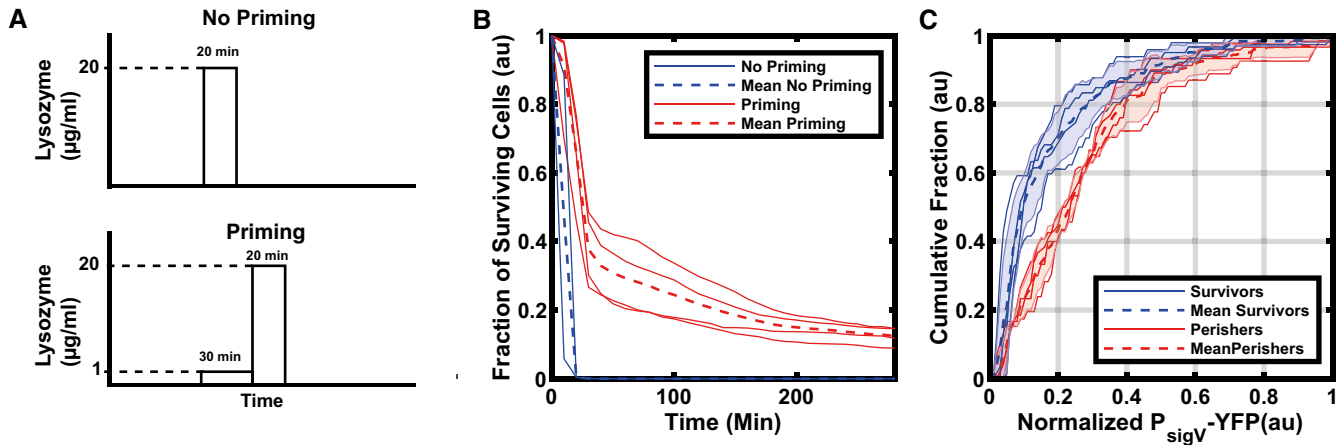 A
No Priming
20 min
20
Lysozyme
(µg/ml)
Priming
20 min
20
30 min
1
Lysozyme
(µg/ml)
Time
B
No Priming
Mean No Priming
Priming
Mean Priming
1
0.8
0.6
0.4
0.2
0
0
100
200
Fraction of Surviving Cells (au)
Time (Min)
C
1
0.8
0.6
0.4
0.2
0
Survivors
Mean Survivors
Perishers
MeanPerishers
0
0.2
0.4
0.6
0.8
1
Cumulative Fraction (au)
Normalized PsigV-YFP(au)